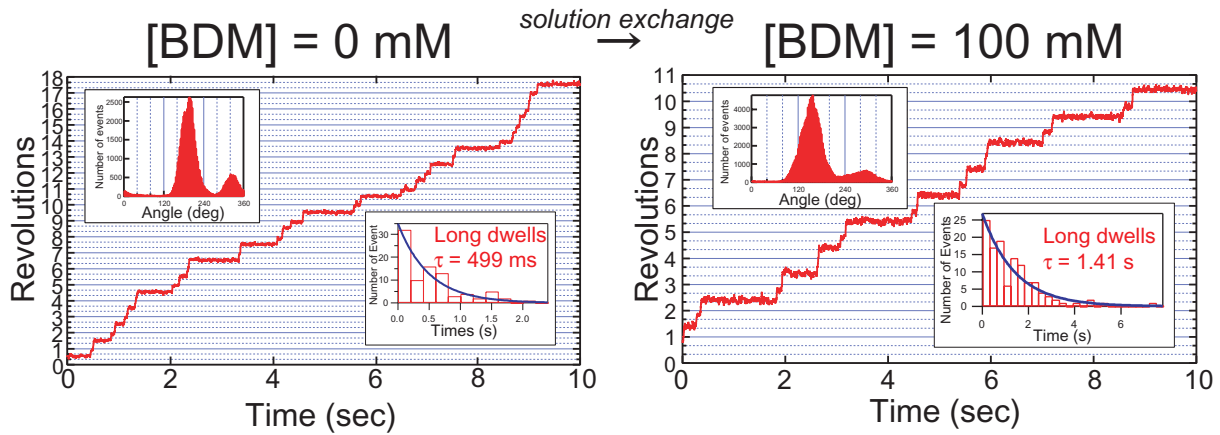 solution exchange
[BDM] = 0 mM
→
[BDM] = 100 mM
Revolutions
18
17
16
15
14
13
12
11
10
9
8
7
6
5
4
3
2
1
0
Number of events
2500
2000
1500
1000
500
0
0 120 240 360
Angle (deg)
Number of Event
30
20
10
0
Long dwells
τ = 499 ms
0.0 0.5 1.0 1.5 2.0
Times (s)
0 2 4 6 8 10
Time (sec)
Revolutions
11
10
9
8
7
6
5
4
3
2
1
0
Number of events
4000
3000
2000
1000
0
0 120 240 360
Angle (deg)
Number of Events
25
20
15
10
5
0
Long dwells
τ = 1.41 s
0 2 4 6
Time (s)
0 2 4 6 8 10
Time (sec)